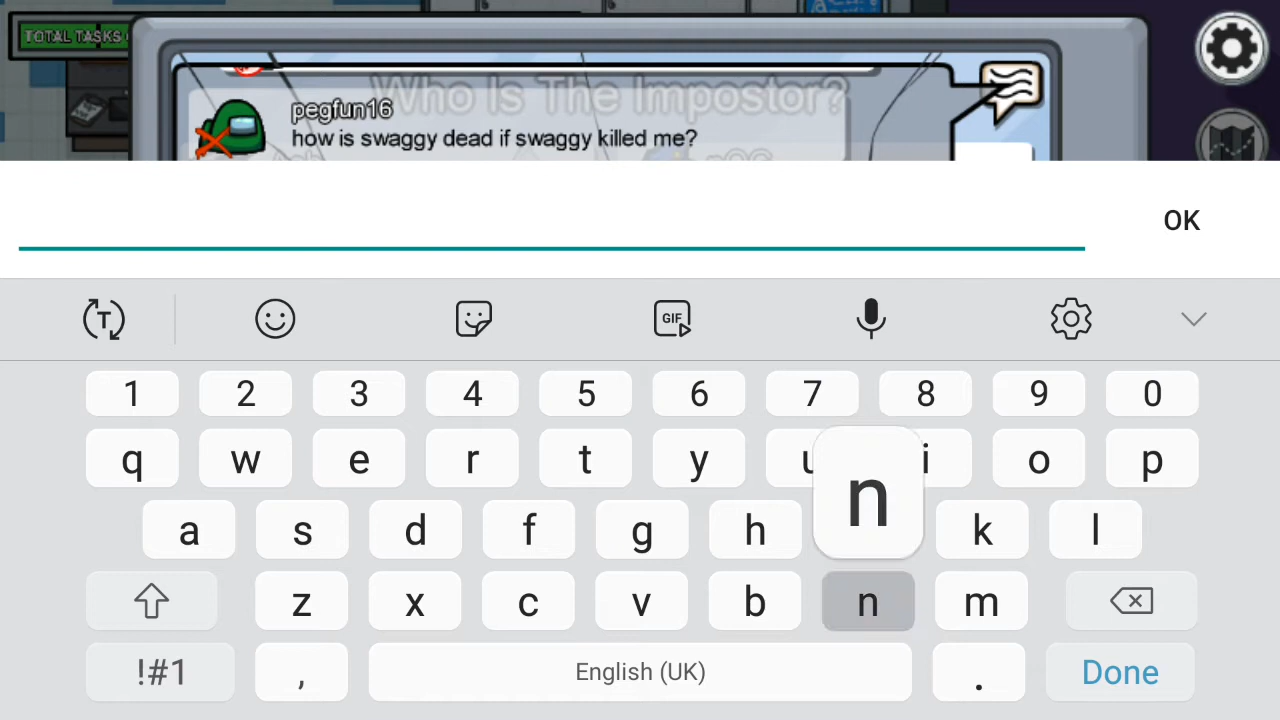 TOTAL TASKS
Who Is The Impostor?
pegfun16
how is swaggy dead if swaggy killed me?
OK
T
GIF
1 2 3 4 5 6 7 8 9 0
q w e r t y u i o p
n
a s d f g h k l
z x c v b n m
!#1 , English (UK) . Done